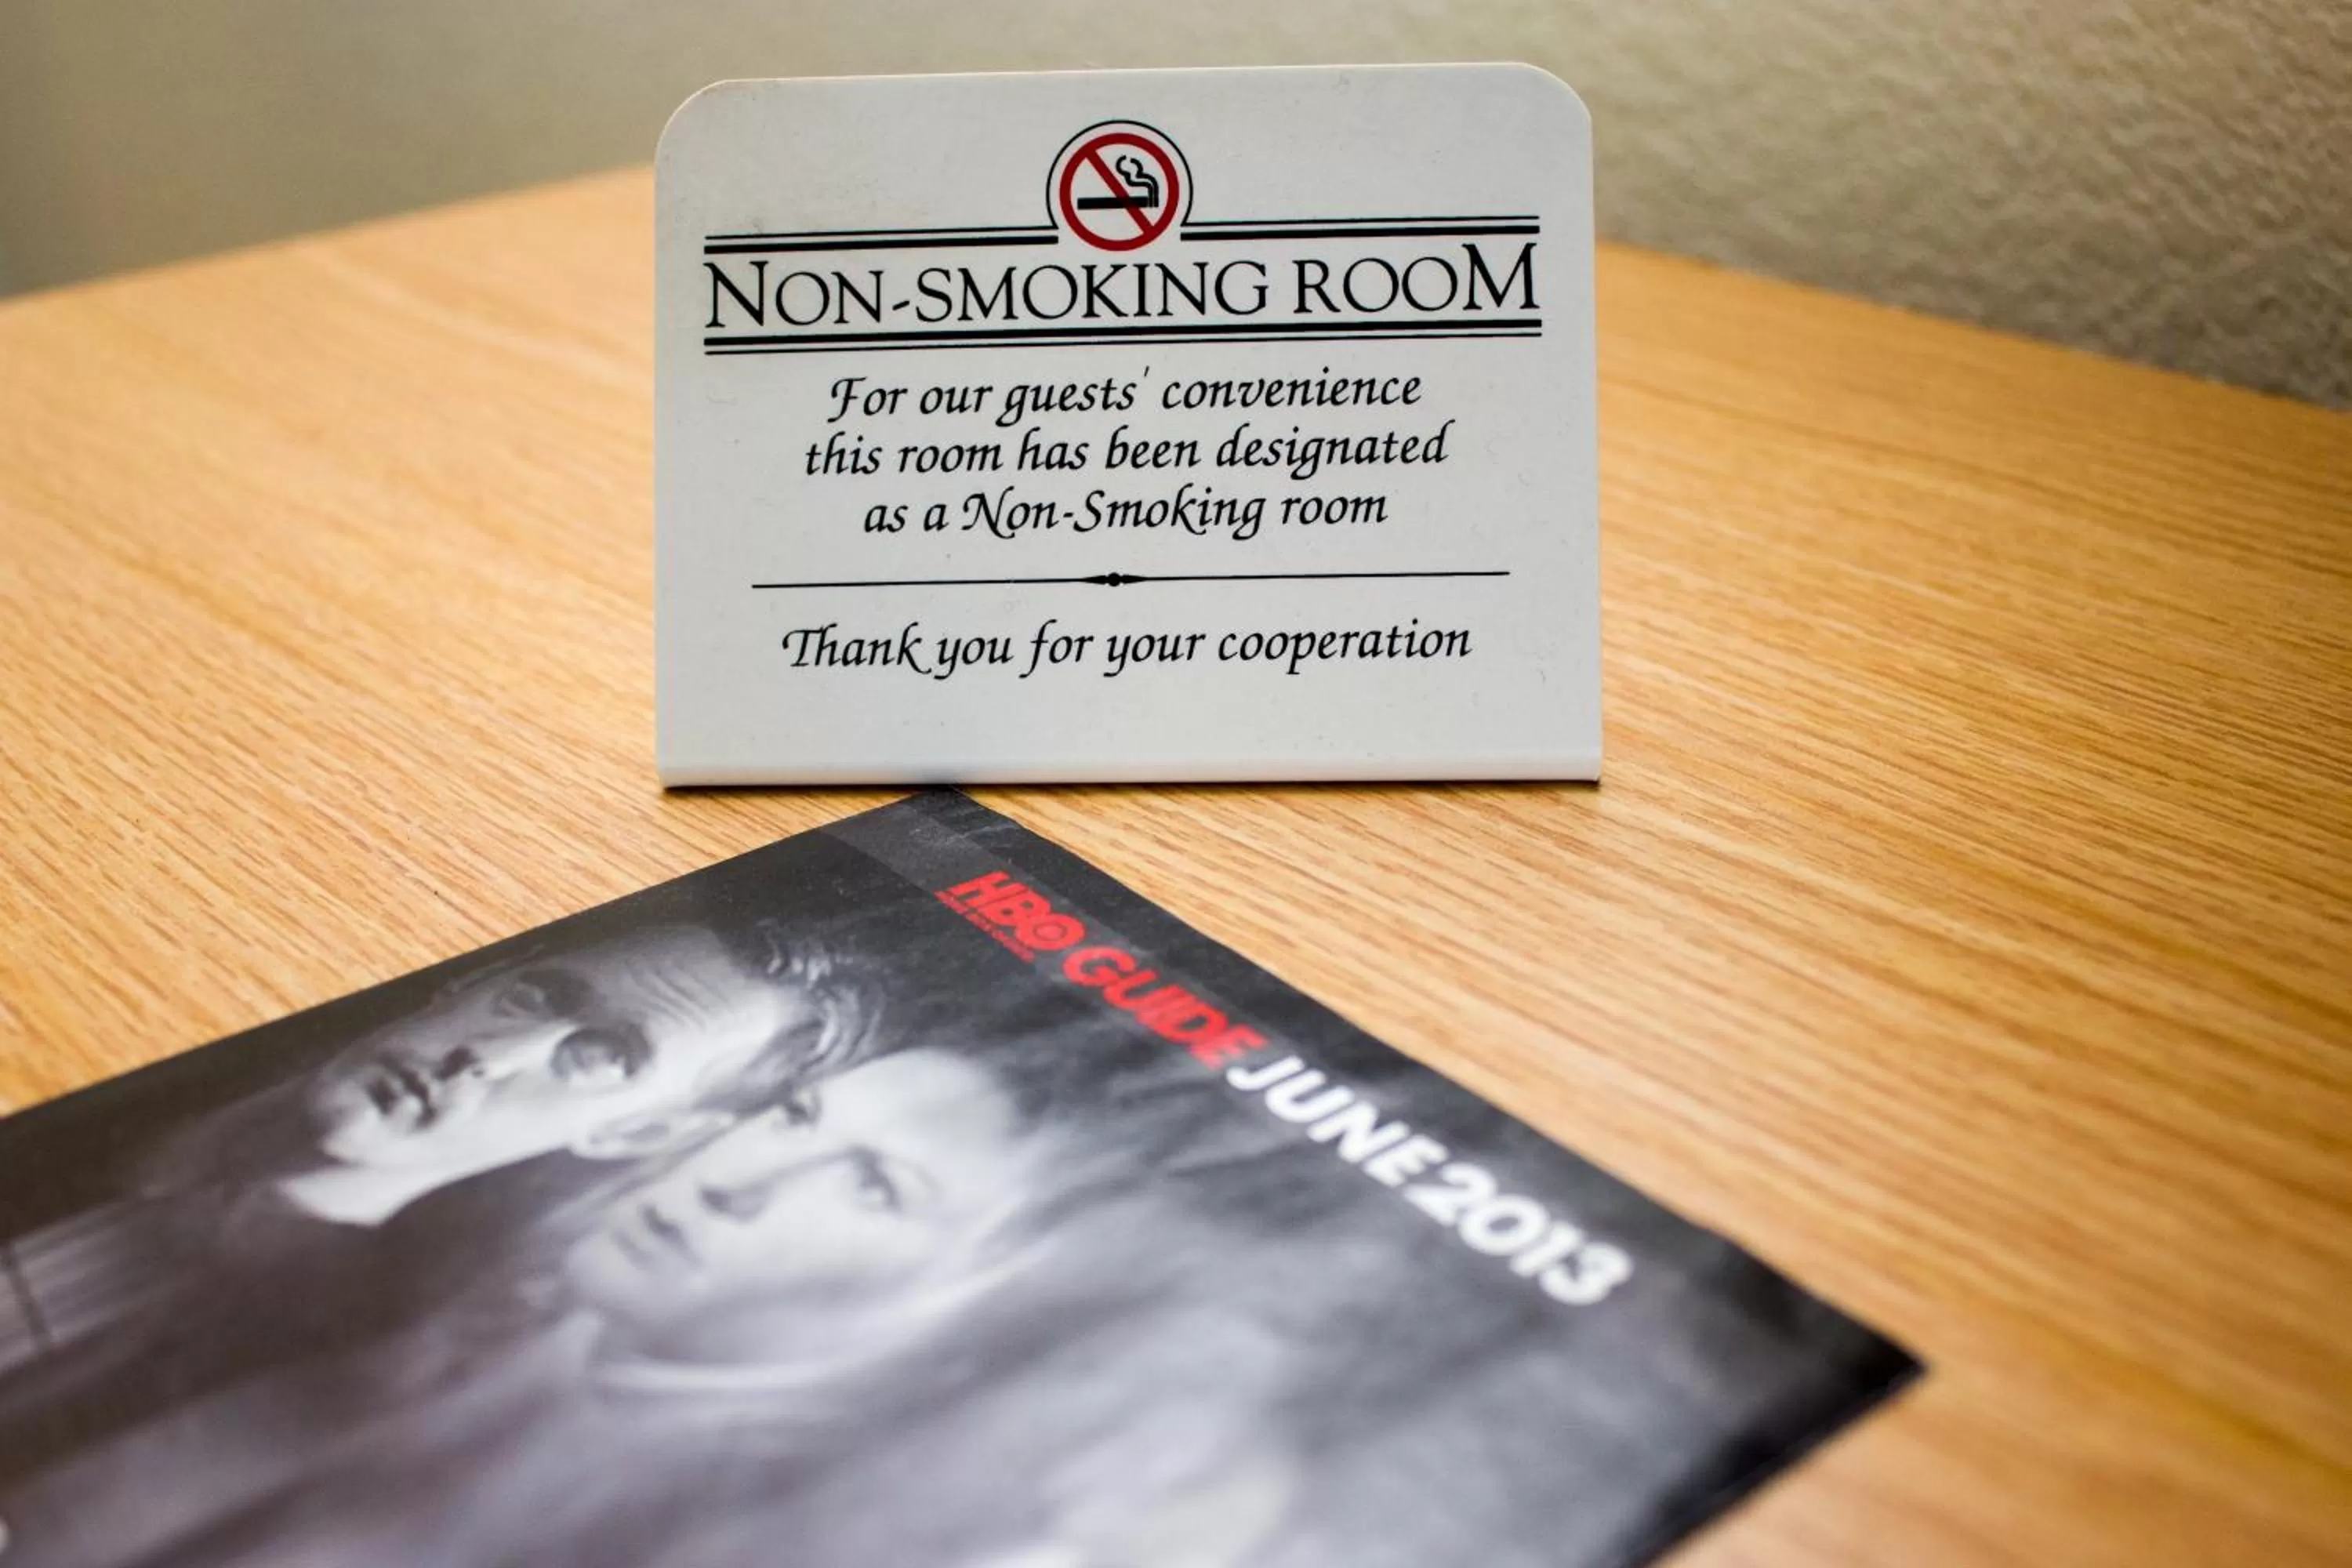 NON-SMOKING ROOM
For our guests' convenience
this room has been designated
as a Non-Smoking room
Thank you for your cooperation
HBO GUIDE JUNE 2013